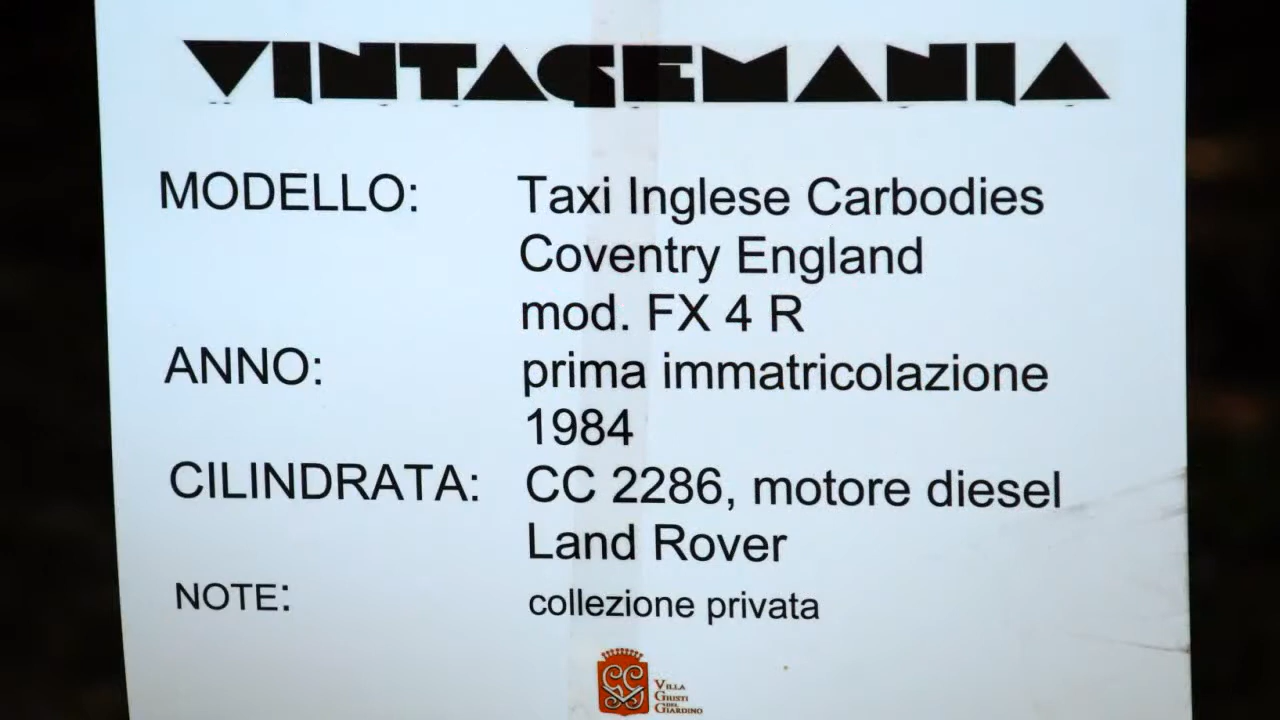 VINTAGEMANIA
MODELLO: Taxi Inglese Carbodies
Coventry England
mod. FX 4 R
ANNO: prima immatricolazione
1984
CILINDRATA: CC 2286, motore diesel
Land Rover
NOTE: collezione privata
VILLA
GIUSTI
DEL
GIARDINO